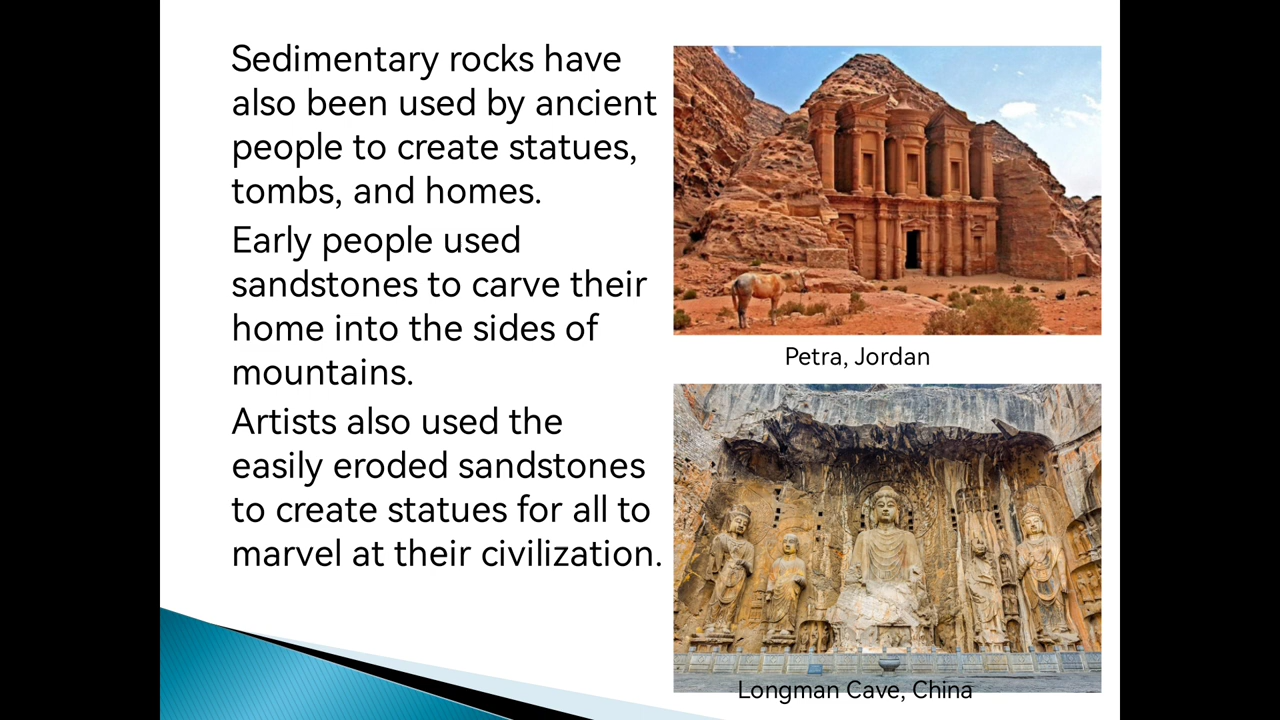 Sedimentary rocks have
also been used by ancient
people to create statues,
tombs, and homes.
Early people used
sandstones to carve their
home into the sides of
mountains.
Artists also used the
easily eroded sandstones
to create statues for all to
marvel at their civilization.
Petra, Jordan
Longman Cave, China